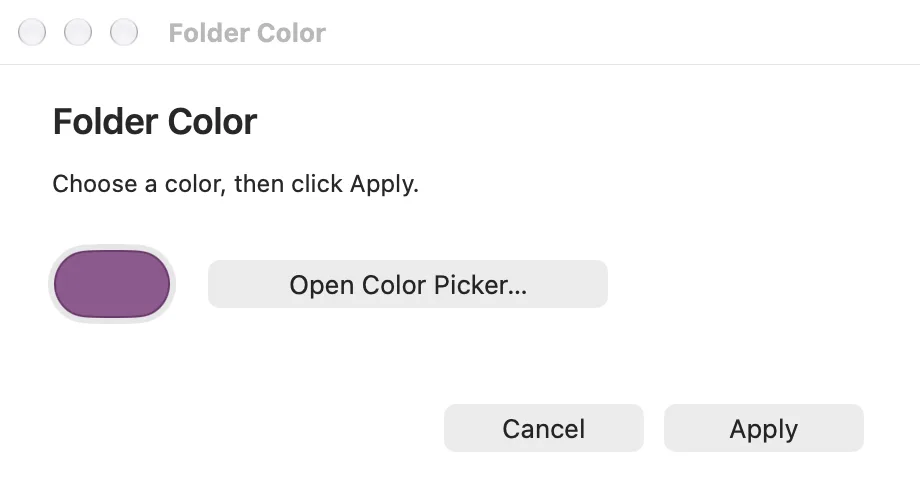 Folder Color
Folder Color
Choose a color, then click Apply.
Open Color Picker...
Cancel
Apply